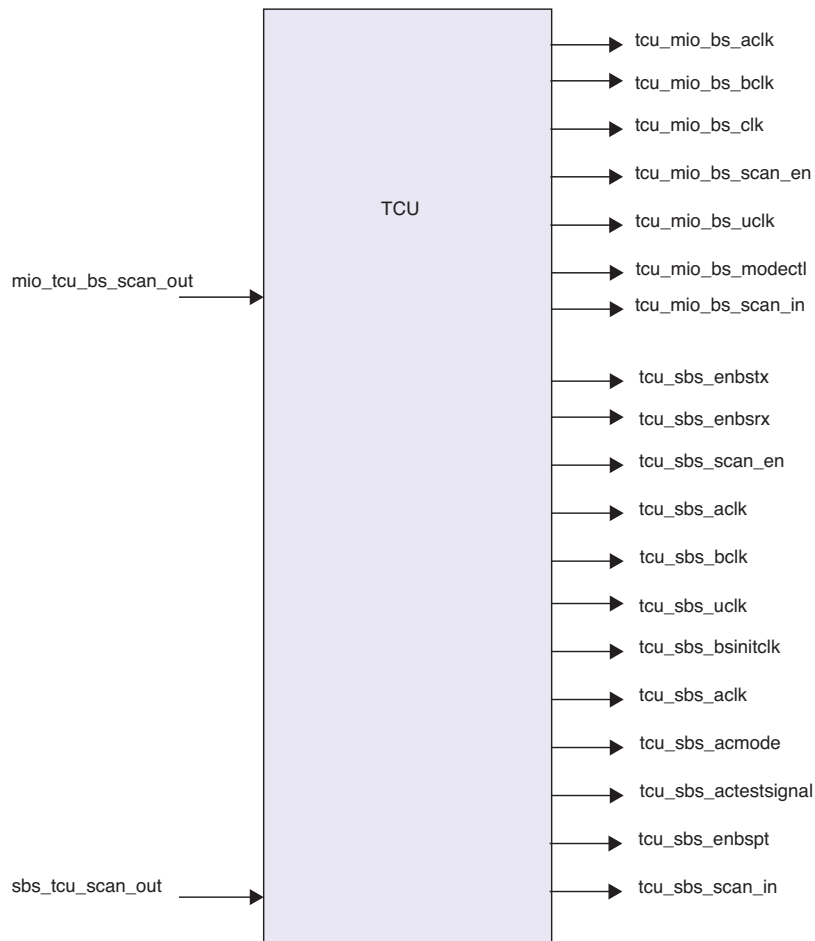 tcu_mio_bs_aclk
tcu_mio_bs_bclk
tcu_mio_bs_clk
tcu_mio_bs_scan_en
TCU
tcu_mio_bs_uclk
tcu_mio_bs_modectl
mio_tcu_bs_scan_out
tcu_mio_bs_scan_in
tcu_sbs_enbstx
tcu_sbs_enbsrx
tcu_sbs_scan_en
tcu_sbs_aclk
tcu_sbs_bclk
tcu_sbs_uclk
tcu_sbs_bsinitclk
tcu_sbs_aclk
tcu_sbs_acmode
tcu_sbs_actestsignal
tcu_sbs_enbspt
sbs_tcu_scan_out
tcu_sbs_scan_in